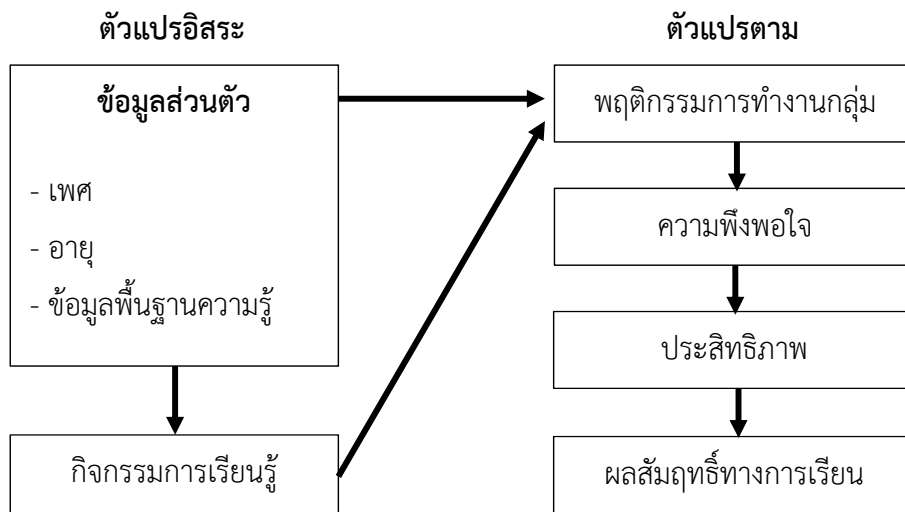 ตัวแปรอิสระ
ข้อมูลส่วนตัว
- เพศ
- อายุ
- ข้อมูลพื้นฐานความรู้
กิจกรรมการเรียนรู้
ตัวแปรตาม
พฤติกรรมการทำงานกลุ่ม
ความพึงพอใจ
ประสิทธิภาพ
ผลสัมฤทธิ์ทางการเรียน